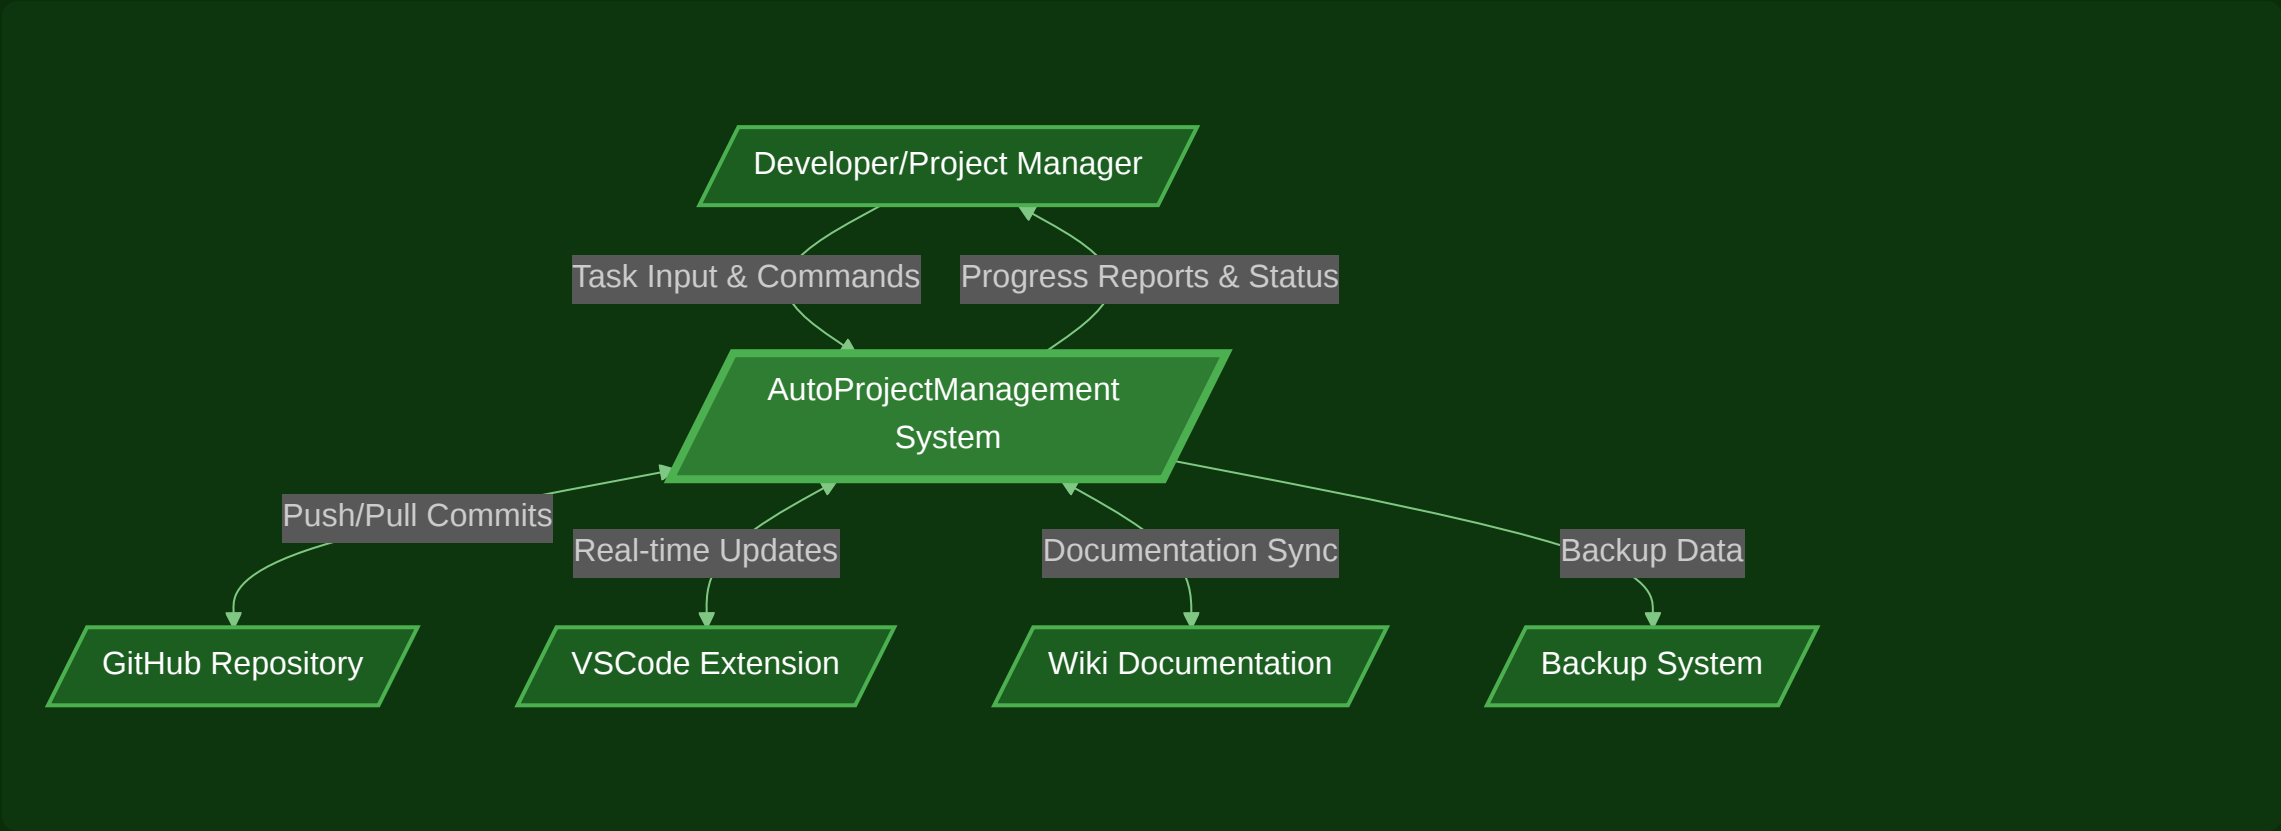 Developer/Project Manager
Task Input & Commands
Progress Reports & Status
AutoProjectManagement
System
Push/Pull Commits
Real-time Updates
Documentation Sync
Backup Data
GitHub Repository
VSCode Extension
Wiki Documentation
Backup System